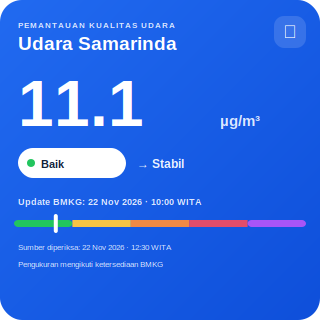 PEMANTAUAN KUALITAS UDARA
Udara Samarinda
11.1
µg/m³
Baik
→ Stabil
Update BMKG: 22 Nov 2026 · 10:00 WITA
Sumber diperiksa: 22 Nov 2026 · 12:30 WITA
Pengukuran mengikuti ketersediaan BMKG